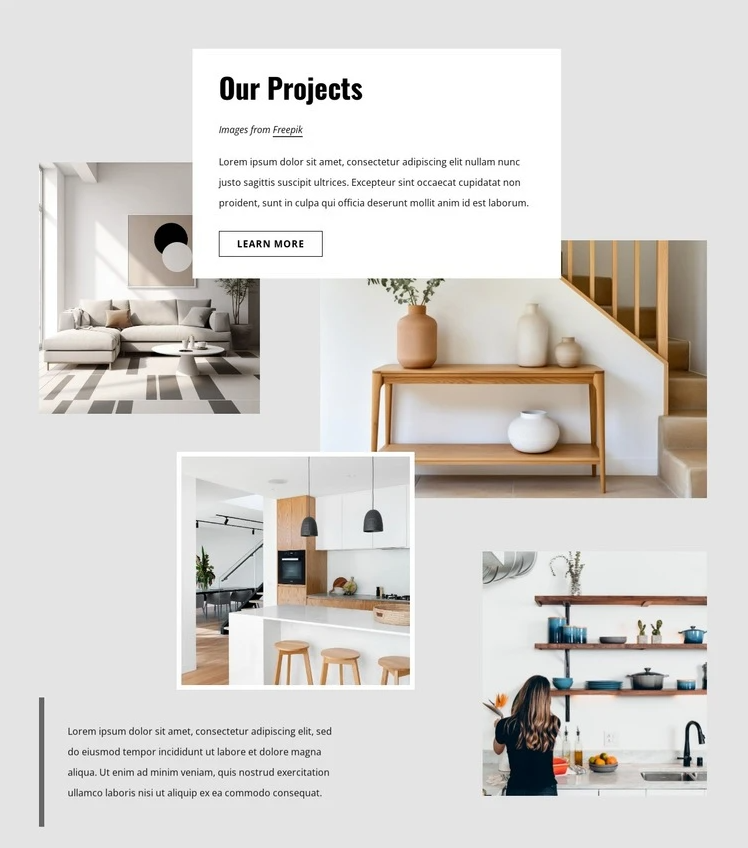 Our Projects
Images from Freepik
Lorem ipsum dolor sit amet, consectetur adipiscing elit nullam nunc
justo sagittis suscipit ultrices. Excepteur sint occaecat cupidatat non
proident, sunt in culpa qui officia deserunt mollit anim id est laborum.
LEARN MORE
Lorem ipsum dolor sit amet, consectetur adipiscing elit, sed
do eiusmod tempor incididunt ut labore et dolore magna
aliqua. Ut enim ad minim veniam, quis nostrud exercitation
ullamco laboris nisi ut aliquip ex ea commodo consequat.